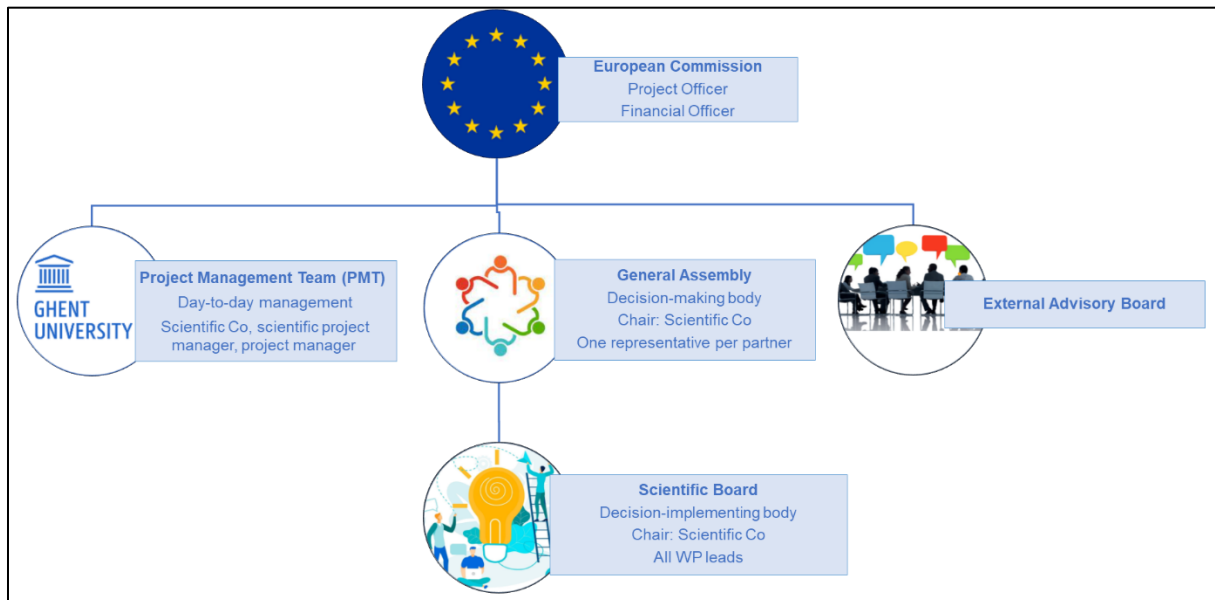 European Commission
Project Officer
Financial Officer
GHENT
UNIVERSITY
Project Management Team (PMT)
Day-to-day management
Scientific Co, scientific project
manager, project manager
General Assembly
Decision-making body
Chair: Scientific Co
One representative per partner
External Advisory Board
Scientific Board
Decision-implementing body
Chair: Scientific Co
All WP leads